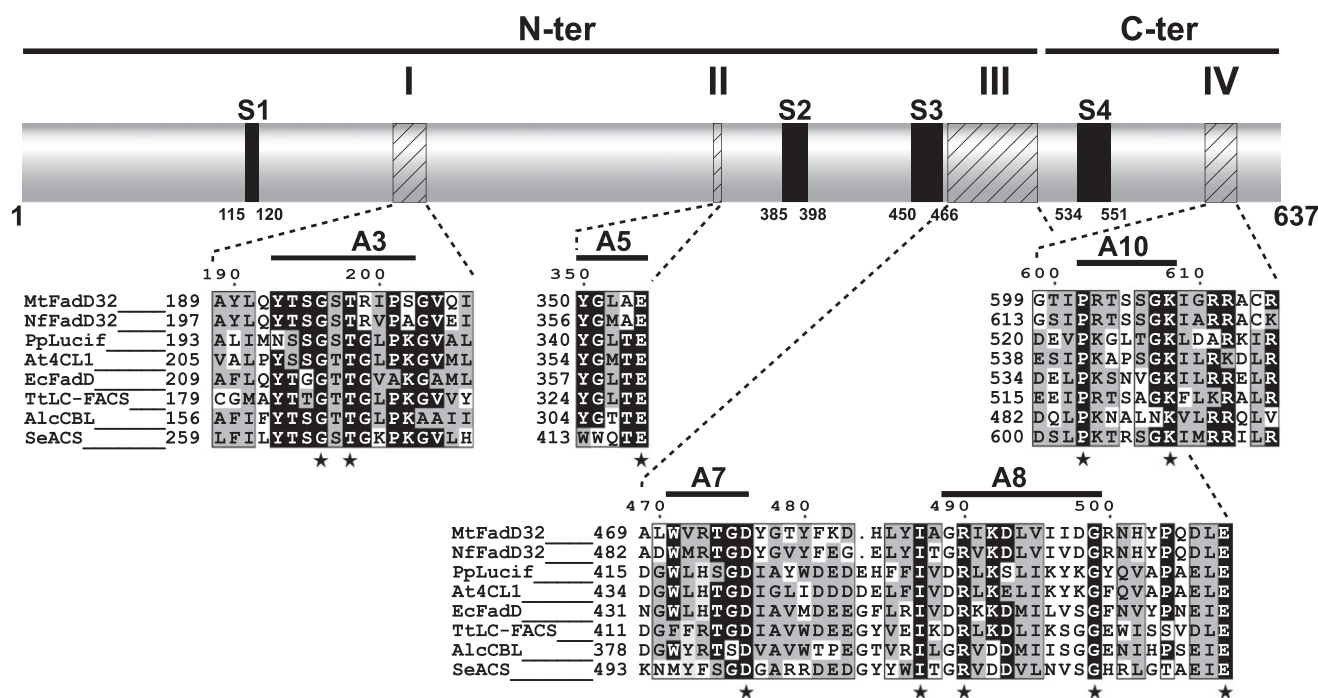 N-ter C-ter
I II III IV
S1 S2 S3 S4
1 115 120 385 398 450 466 534 551 637
A3 A5 A10
190 200 350 600 610
MtFadD32 189 AYLQYTSGSTRIPSGVQI 350 YGLAE 599 GTIPRTSSGKIGRRACR
NfFadD32 197 AYLQYTSGSTRVPAGVEI 356 YGMAE 613 GSIPRTSSGKIARRACK
PpLucif 193 ALIMNSSGSTGLPKGVAL 340 YGLTE 520 DEVPKGLTGKLDARKIR
At4CL1 205 VALPYSSGTTGLPKGVML 354 YGMTE 538 ESIPKAPSGKILRKDLR
EcFadD 209 AFLQYTGGTTGVAKGAML 357 YGLTE 534 DELPKSNVGKILRRELR
TtLC-FACS 179 CGMAYTTGTTGLPKGVVY 324 YGLTE 515 EEIPRTSAGKFLKRALR
AlcCBL 156 AFIFYTSGTTGLPKAAII 304 YGTTE 482 DQLPKNALNKVLRRQLV
SeACS 259 LFILYTSGSTGKPKGVLH 413 WWQTE 600 DSLPKTRSGKIMRRILR
A7 A8
470 480 490 500
MtFadD32 469 ALWVRTGDYGTYFKD.HLYIAGRIKDLVIIDGRNHYPQDLE
NfFadD32 482 ADWMRTGDYGVYFEG.ELYITGRVKDLVIVDGRNHYPQDLE
PpLucif 415 DGWLHSGDIAYWDEDEHFFIVDRLKSLIKYKGYQVAPAELE
At4CL1 434 DGWLHTGDIGLIDDDDELFIVDRLKELIKYKGFQVAPAELE
EcFadD 431 NGWLHTGDIAVMDEEGFLRIVDRKKDMILVSGFNVYPNEIE
TtLC-FACS 411 DGFFRTGDIAVWDEEGYVEIKDRLKDLIKSGGEWISSVDLE
AlcCBL 378 DGWYRTSDVAVWTPEGTVRILGRVDDMIISGGENIHPSEIE
SeACS 493 KNMYFSGDGARRDEDGYYWITGRVDDVLNVSGHRLGTAEIE